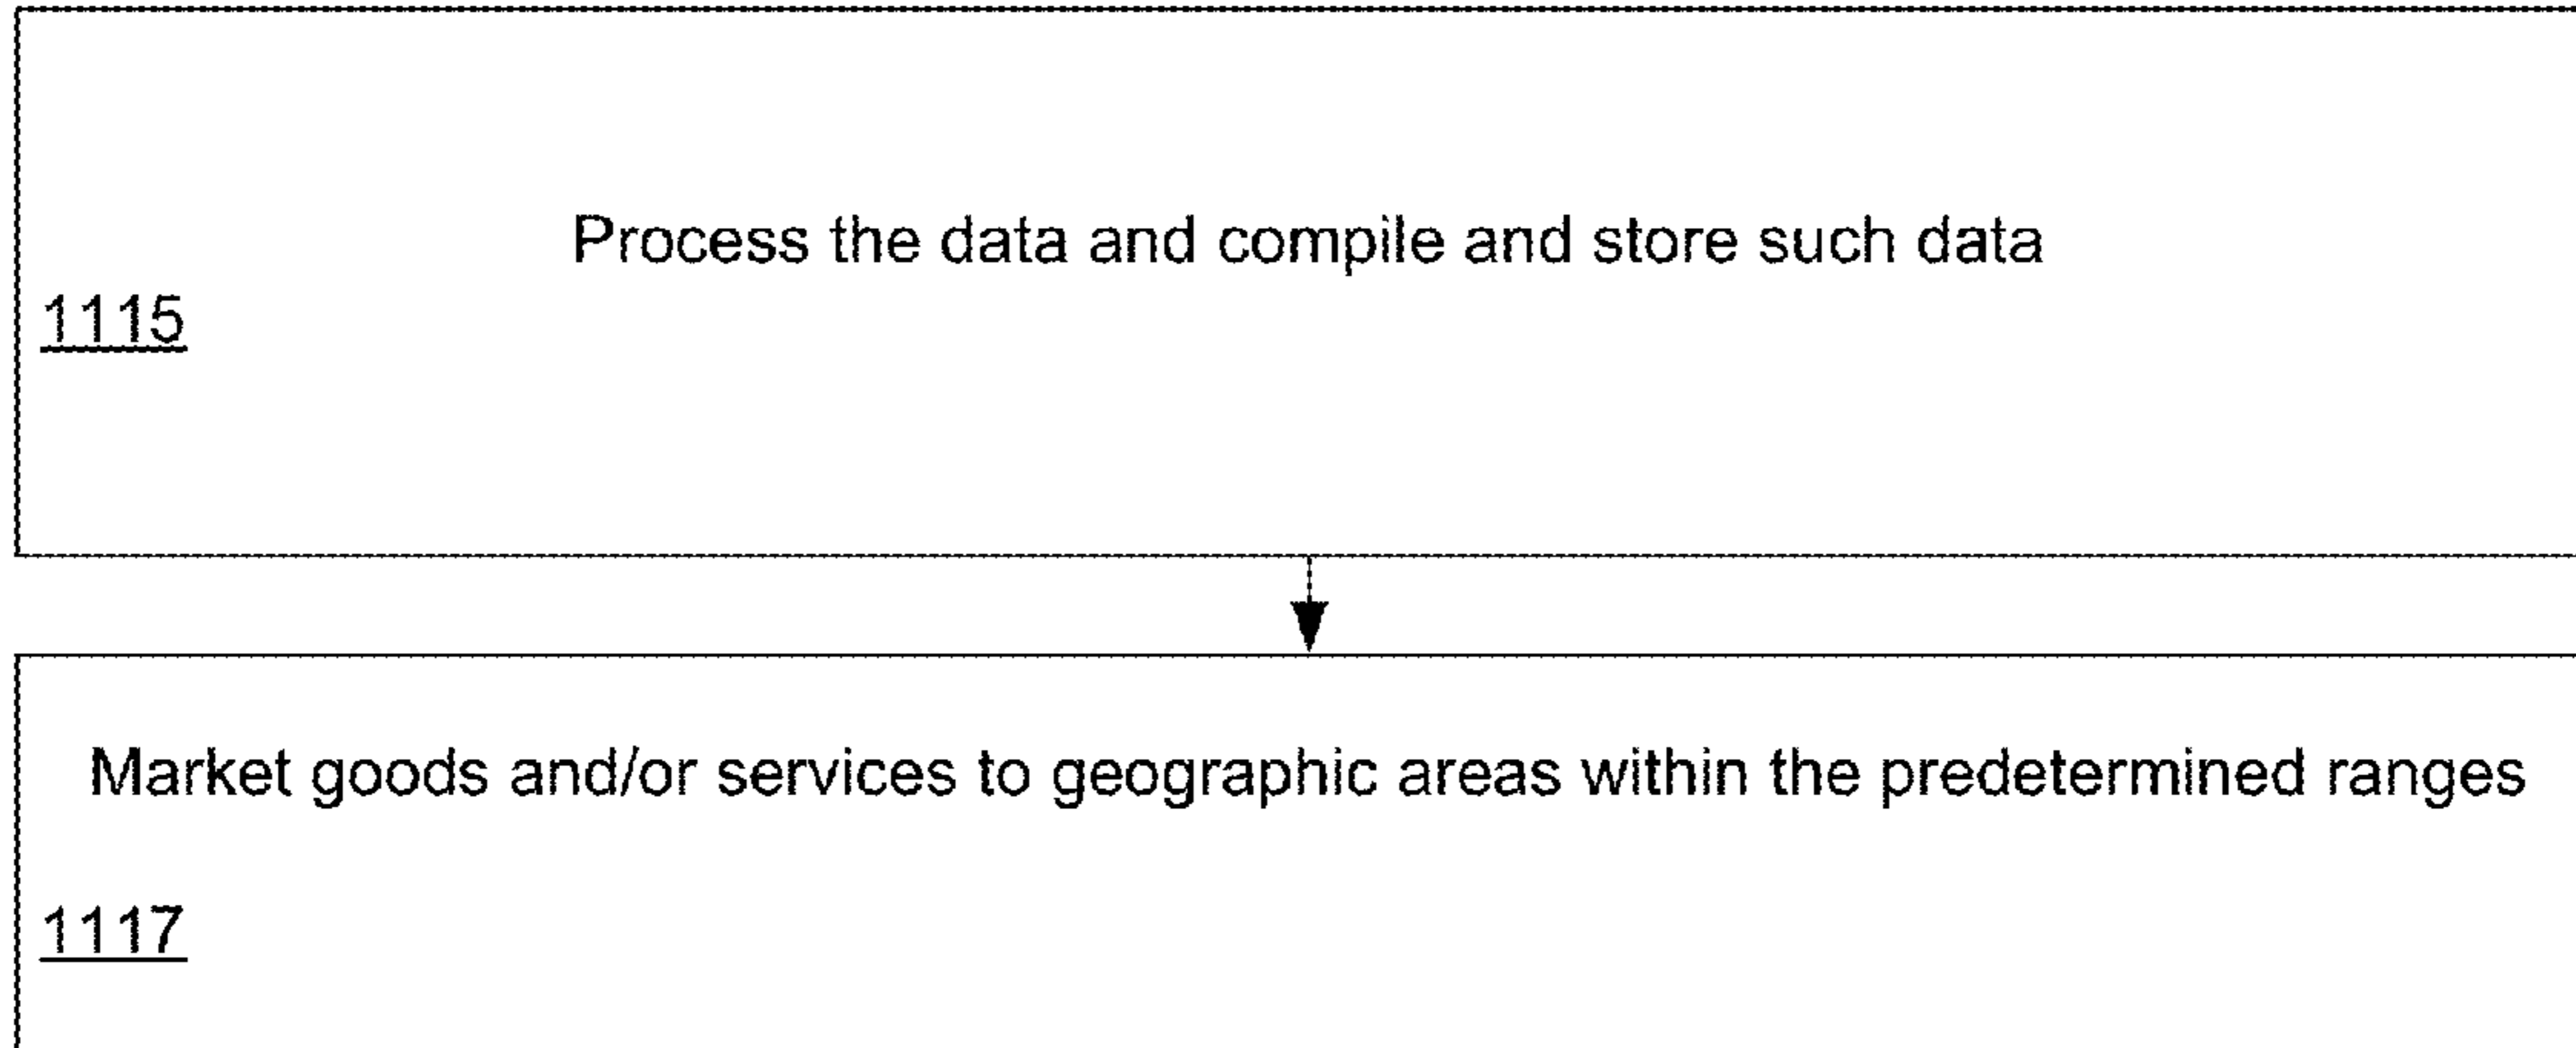 Process the data and compile and store such data
1115
Market goods and/or services to geographic areas within the predetermined ranges
1117